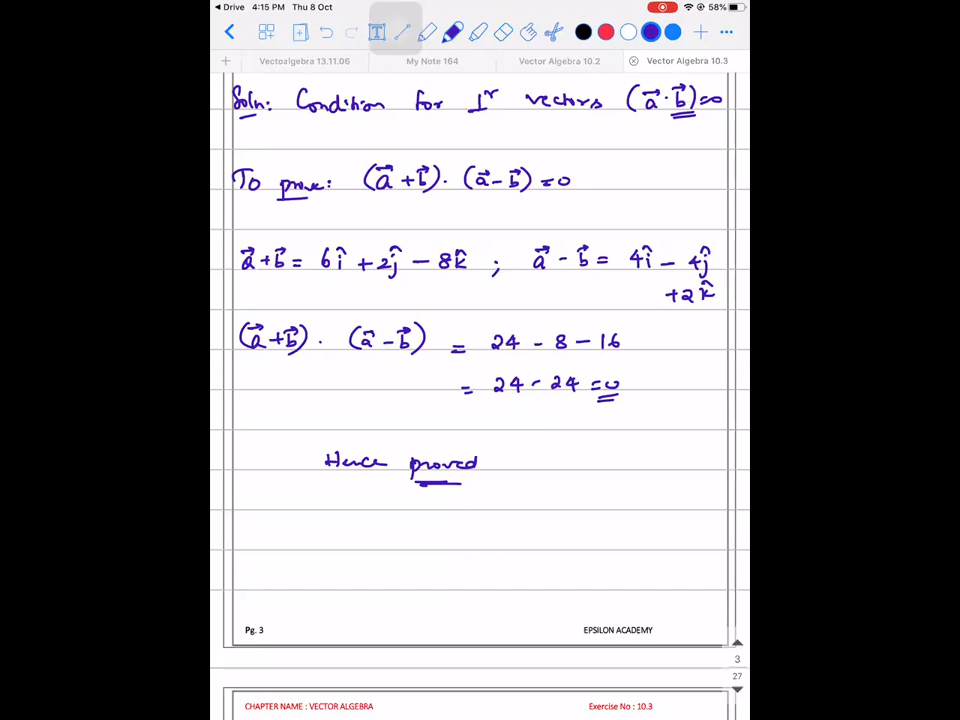 Drive 4:15 PM Thu 8 Oct 58%
Vectoalgebra 13.11.06 My Note 164 Vector Algebra 10.2 Vector Algebra 10.3
Soln: Condition for ⊥r vectors (a⃗ · b⃗) = 0
To prove: (a⃗ + b⃗) · (a⃗ - b⃗) = 0
a⃗ + b⃗ = 6î + 2ĵ - 8k̂ ; a⃗ - b⃗ = 4î - 4ĵ
+2k̂
(a⃗ + b⃗) · (a⃗ - b⃗) = 24 - 8 - 16
= 24 - 24 = 0
Hence proved
Pg. 3 EPSILON ACADEMY
3
27
CHAPTER NAME : VECTOR ALGEBRA Exercise No : 10.3